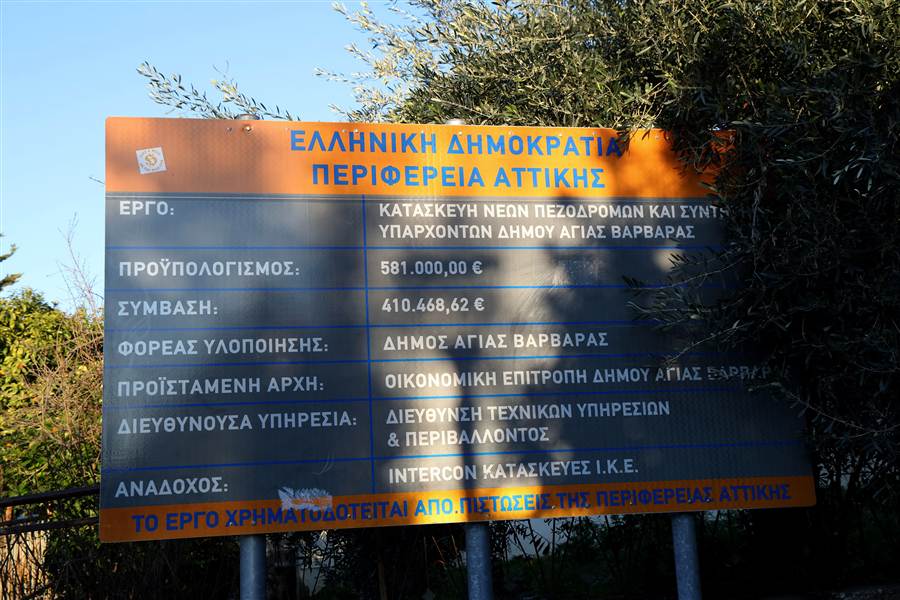 ΕΛΛΗΝΙΚΗ ΔΗΜΟΚΡΑΤΙΑ
ΠΕΡΙΦΕΡΕΙΑ ΑΤΤΙΚΗΣ
ΕΡΓΟ: ΚΑΤΑΣΚΕΥΗ ΝΕΩΝ ΠΕΖΟΔΡΟΜΩΝ ΚΑΙ
ΥΠΑΡΧΟΝΤΩΝ ΔΗΜΟΥ ΑΓΙΑΣ ΒΑΡΒΑΡΑΣ
ΠΡΟΫΠΟΛΟΓΙΣΜΟΣ: 581.000,00 €
ΣΥΜΒΑΣΗ: 410.468,62 €
ΦΟΡΕΑΣ ΥΛΟΠΟΙΗΣΗΣ: ΔΗΜΟΣ ΑΓΙΑΣ ΒΑΡΒΑΡΑΣ
ΠΡΟΪΣΤΑΜΕΝΗ ΑΡΧΗ: ΟΙΚΟΝΟΜΙΚΗ ΕΠΙΤΡΟΠΗ ΔΗΜΟΥ ΑΓΙΑΣ
ΔΙΕΥΘΥΝΟΥΣΑ ΥΠΗΡΕΣΙΑ: ΔΙΕΥΘΥΝΣΗ ΤΕΧΝΙΚΩΝ ΥΠΗΡΕΣΙΩΝ
& ΠΕΡΙΒΑΛΛΟΝΤΟΣ
ΑΝΑΔΟΧΟΣ: INTERCON ΚΑΤΑΣΚΕΥΕΣ Ι.Κ.Ε.
ΤΟ ΕΡΓΟ ΧΡΗΜΑΤΟΔΟΤΕΙΤΑΙ ΑΠΟ.ΠΙΣΤΩΣΕΙΣ ΤΗΣ ΠΕΡΙΦΕΡΕΙΑΣ ΑΤΤΙΚΗΣ